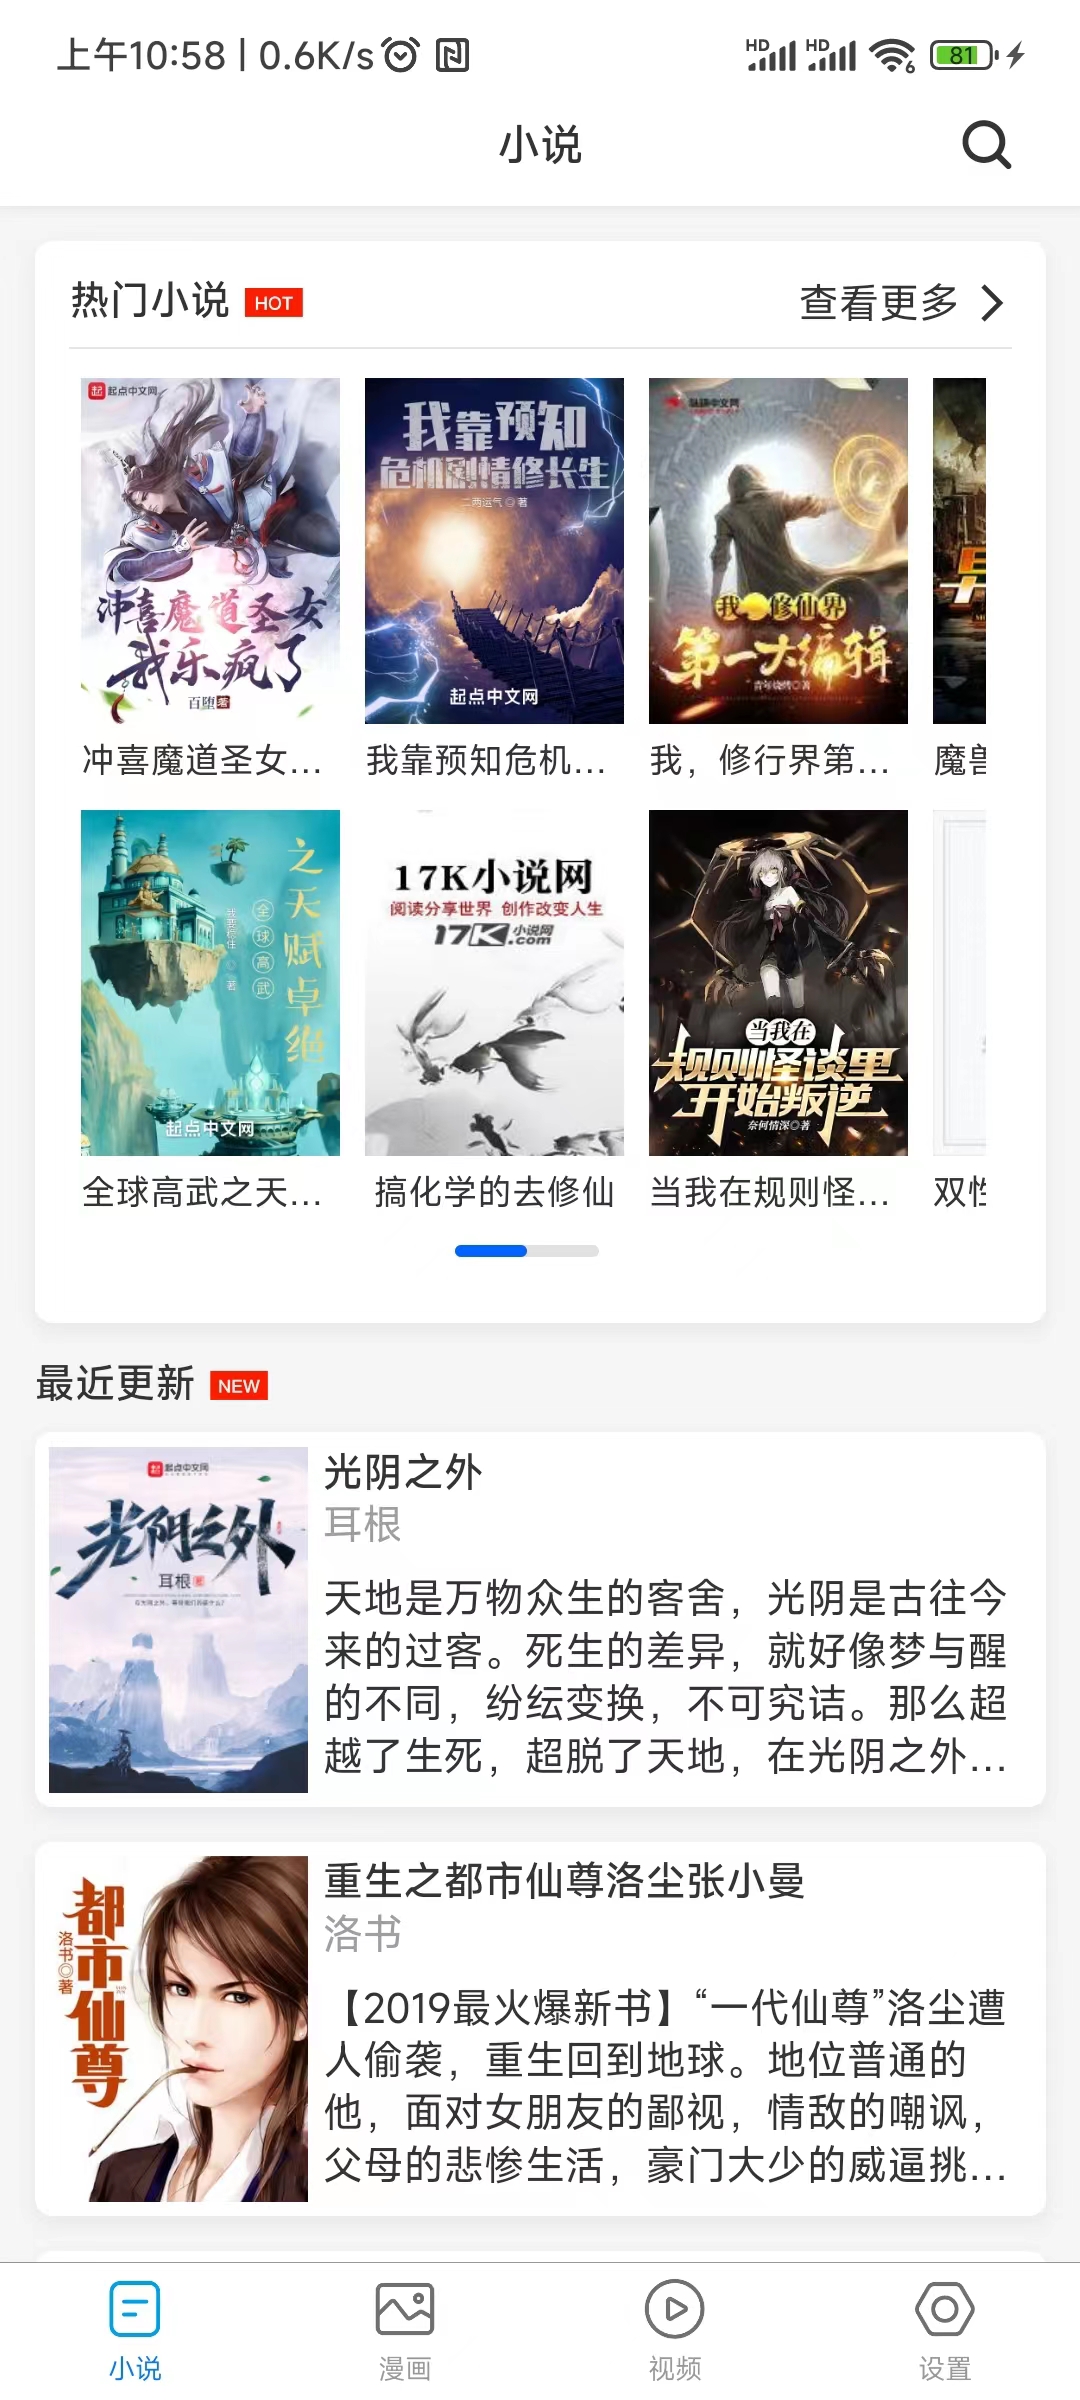 上午10:58 | 0.6K/s
HD HD 6 81
小说
热门小说 HOT 查看更多
起点中文网
冲喜魔道圣女
我乐疯了
百堕著
我靠预知
危机剧情修长生
二两运气◎著
起点中文网
纵横中文网
我 修仙界
第一大编辑
青年烧烤◎著
冲喜魔道圣女...
我靠预知危机...
我，修行界第...
魔兽
之天赋卓绝
全球高武
著
起点中文网
17K小说网
阅读分享世界 创作改变人生
17K小说网.com
当我在
规则怪谈里
开始叛逆
奈何情深◎著
全球高武之天...
搞化学的去修仙
当我在规则怪...
双性
最近更新 NEW
起点中文网
光阴之外
耳根
光阴之外
耳根
天地是万物众生的客舍，光阴是古往今
来的过客。死生的差异，就好像梦与醒
的不同，纷纭变换，不可究诘。那么超
越了生死，超脱了天地，在光阴之外...
都市仙尊
洛书◎著
重生之都市仙尊洛尘张小曼
洛书
【2019最火爆新书】“一代仙尊”洛尘遭
人偷袭，重生回到地球。地位普通的
他，面对女朋友的鄙视，情敌的嘲讽，
父母的悲惨生活，豪门大少的威逼挑...
小说 漫画 视频 设置